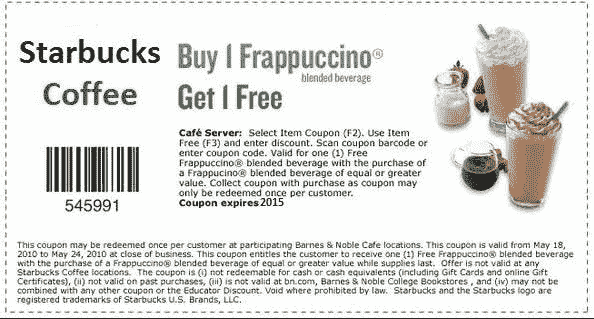 Starbucks
Coffee
545991
Buy 1 Frappuccino®
blended beverage
Get 1 Free
Café Server: Select Item Coupon (F2). Use Item
Free (F3) and enter discount. Scan coupon barcode or
enter coupon code. Valid for one (1) Free
Frappuccino® blended beverage with the purchase of
a Frappucino® blended beverage of equal or greater
value. Collect coupon with purchase as coupon may
only be redeemed once per customer.
Coupon expires 2015
This coupon may be redeemed once per customer at participating Barnes & Noble Cafe locations. This coupon is valid from May 18,
2010 to May 24, 2010 at close of business. This coupon entitles the customer to receive one (1) Free Frappuccino® blended beverage
with the purchase of a Frappuccino® blended beverage of equal or greater value while supplies last. Offer is not valid at any
Starbucks Coffee locations. The coupon is (i) not redeemable for cash or cash equivalents (including Gift Cards and online Gift
Certificates), (ii) not valid on past purchases, (iii) is not valid at bn.com, Barnes & Noble College Bookstores , and (iv) may not be
combined with any other coupon or the Educator Discount. Void where prohibited by law. Starbucks and the Starbucks logo are
registered trademarks of Starbucks U.S. Brands, LLC.